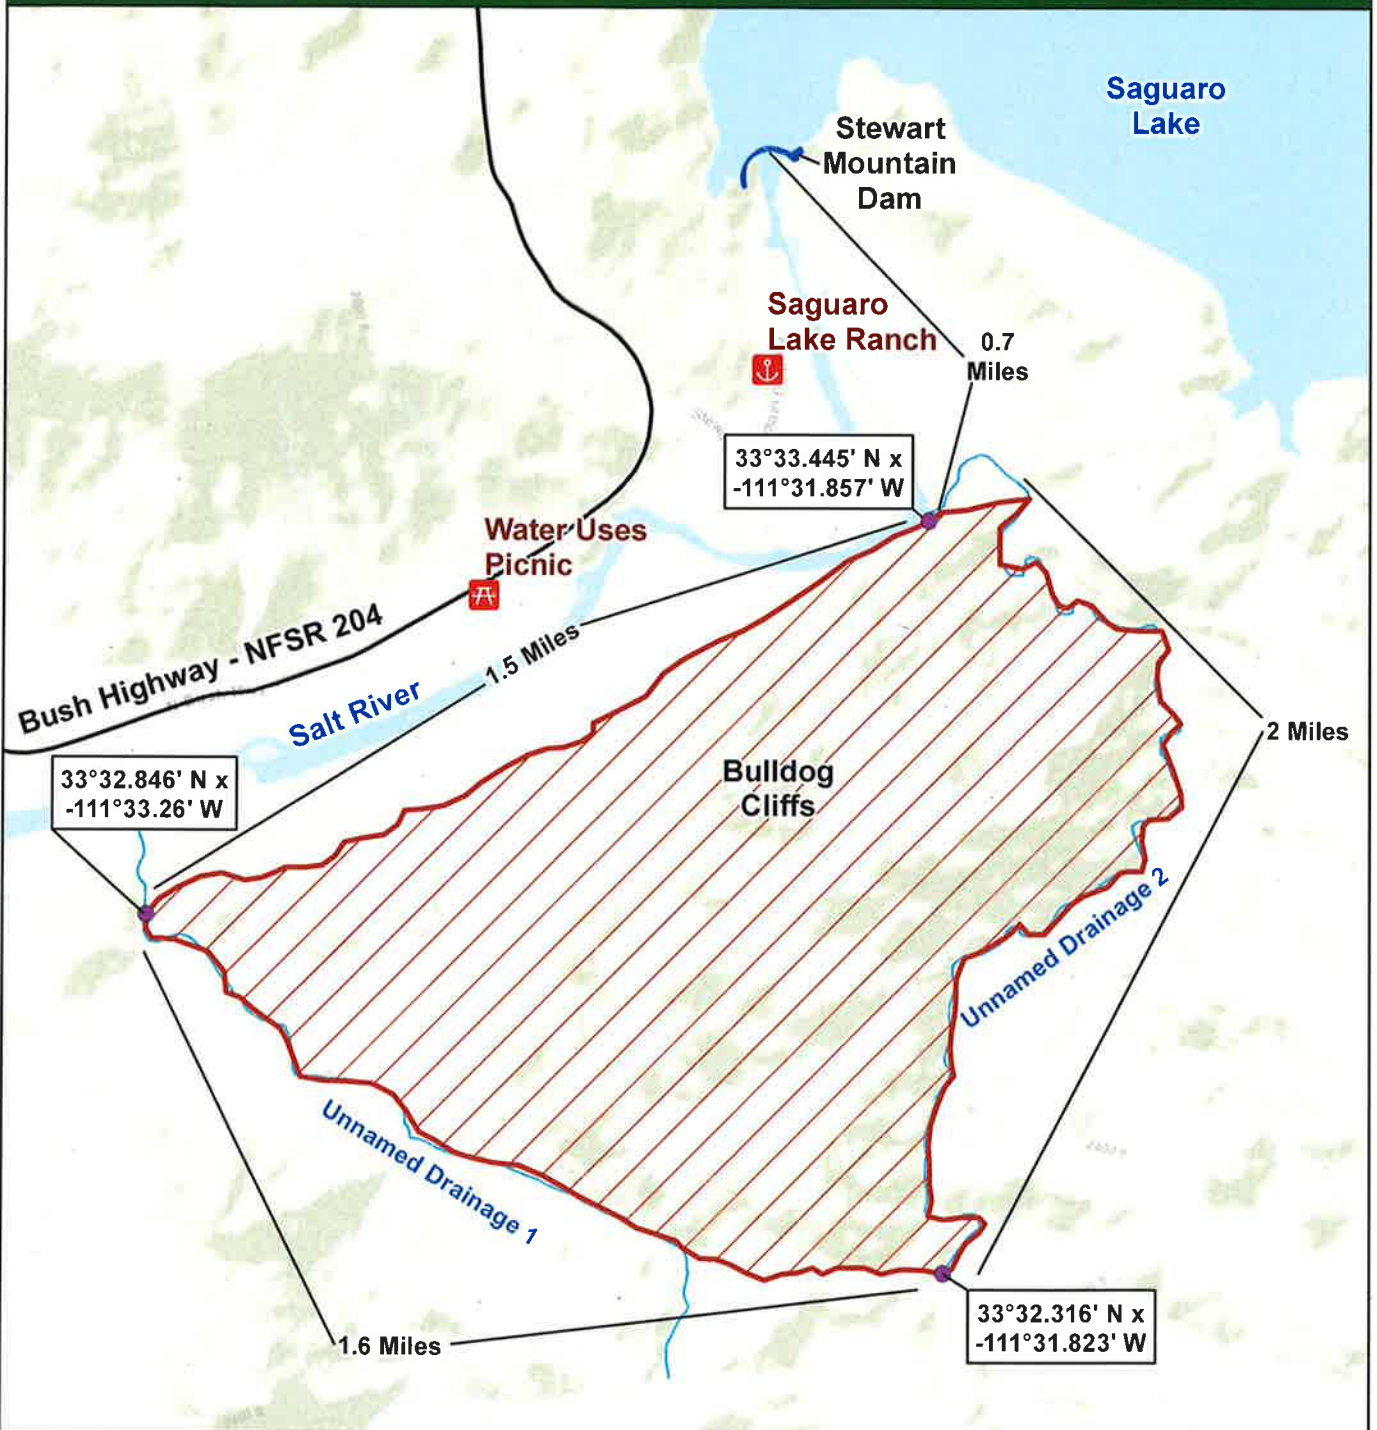 Saguaro
Lake
Stewart
Mountain
Dam
Saguaro
Lake Ranch
0.7
Miles
33°33.445' N x
-111°31.857' W
Water Uses
Picnic
Bush Highway - NFSR 204
1.5 Miles
Salt River
2 Miles
33°32.846' N x
-111°33.26' W
Bulldog
Cliffs
Unnamed Drainage 2
Unnamed Drainage 1
33°32.316' N x
-111°31.823' W
1.6 Miles